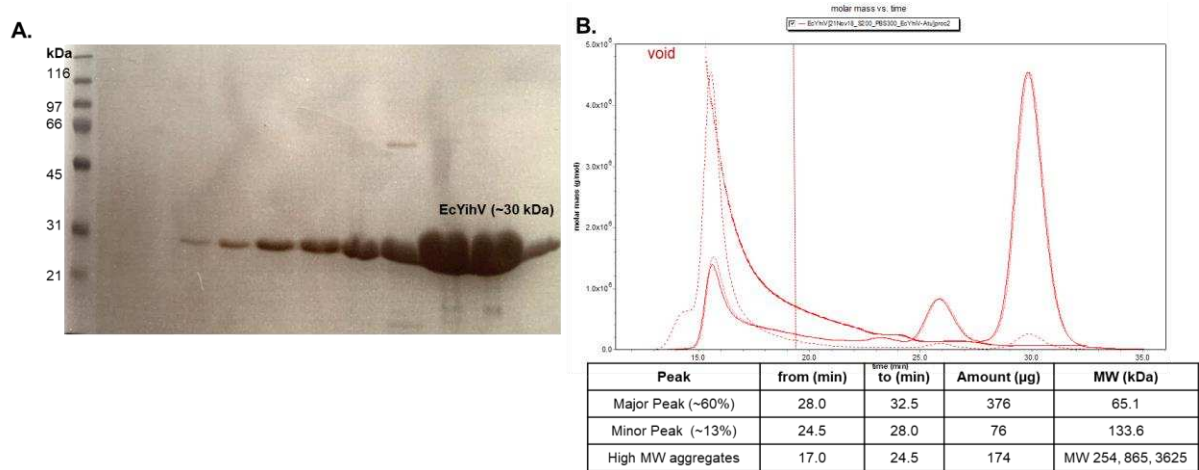 A.
kDa
116
97
66
45
31
21
EcYihV (~30 kDa)
B.
molar mass vs. time
void
5.0x10⁶
4.0x10⁶
3.0x10⁶
2.0x10⁶
1.0x10⁶
0.0
molar mass (g/mol)
15.0 20.0 25.0 30.0 35.0
time (min)
Peak from (min) to (min) Amount (µg) MW (kDa)
Major Peak (~60%) 28.0 32.5 376 65.1
Minor Peak (~13%) 24.5 28.0 76 133.6
High MW aggregates 17.0 24.5 174 MW 254, 865, 3625